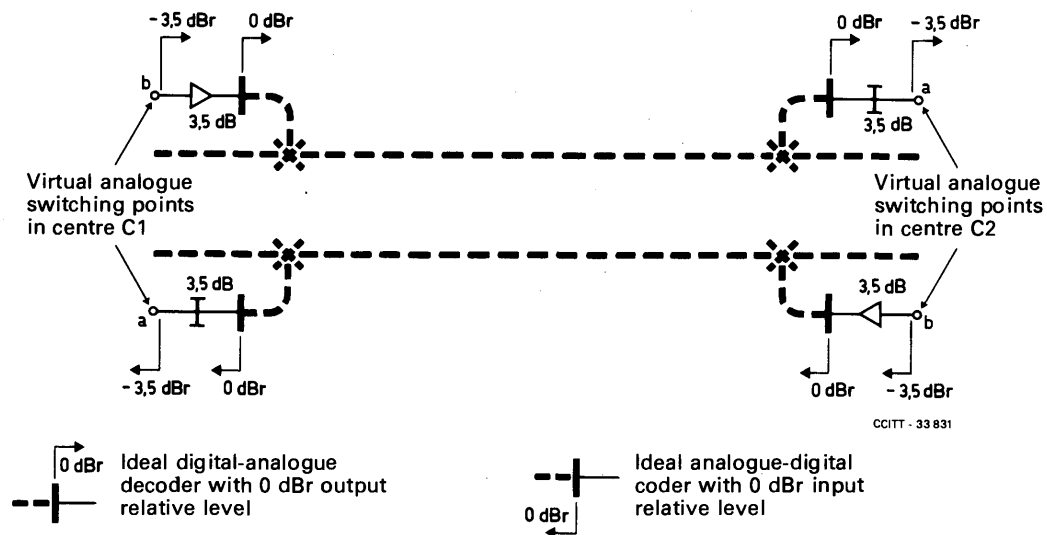 - 3,5 dBr
0 dBr
b
3,5 dB
0 dBr
- 3,5 dBr
a
3,5 dB
Virtual analogue
switching points
in centre C1
Virtual analogue
switching points
in centre C2
3,5 dB
a
- 3,5 dBr
0 dBr
3,5 dB
b
0 dBr
- 3,5 dBr
CCITT - 33 831
0 dBr
Ideal digital-analogue
decoder with 0 dBr output
relative level
0 dBr
Ideal analogue-digital
coder with 0 dBr input
relative level